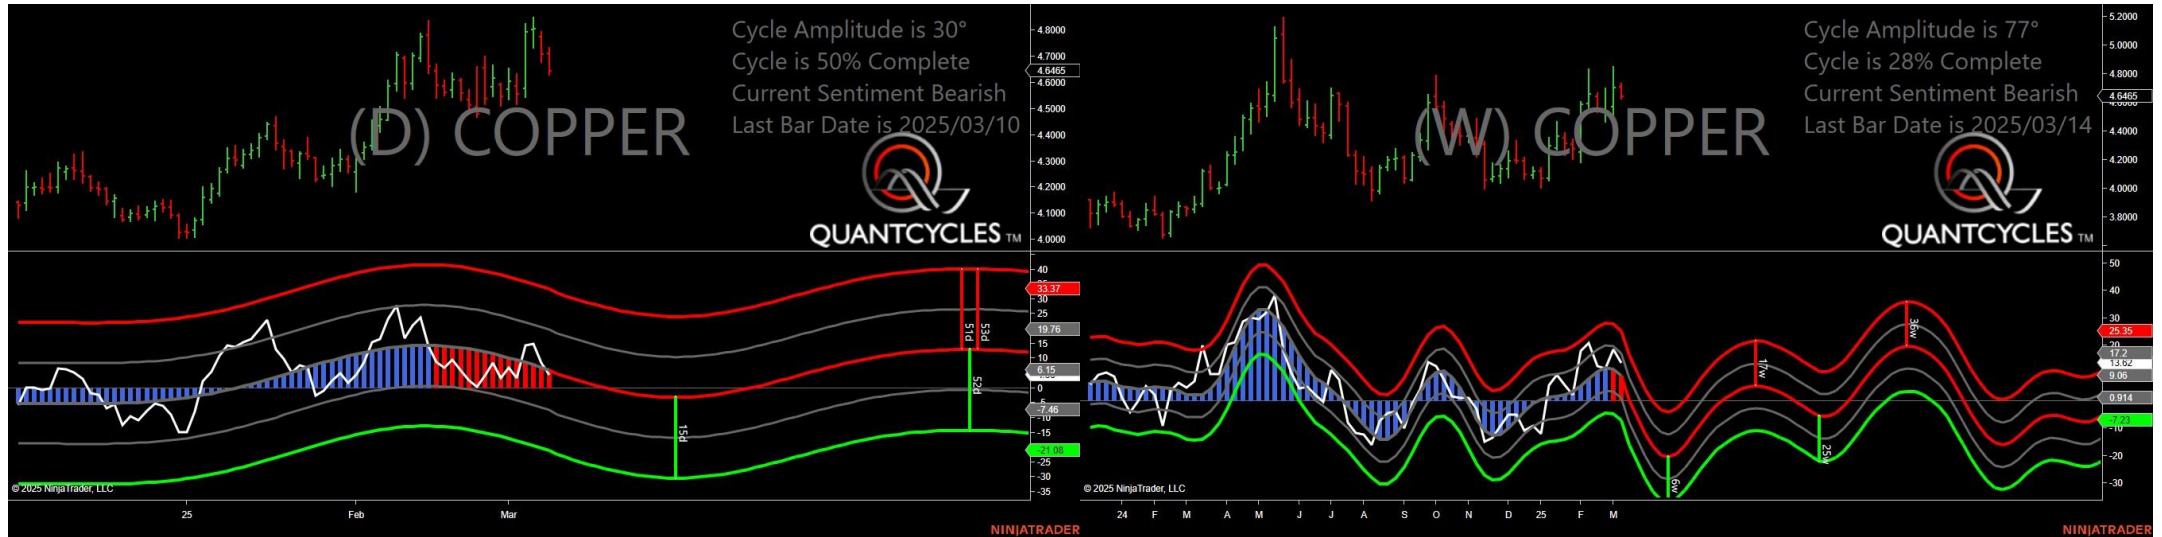 Cycle Amplitude is 30°
Cycle is 50% Complete
Current Sentiment Bearish
Last Bar Date is 2025/03/10
(D) COPPER
QUANTCYCLES TM
4.8000
4.7000
4.6465
4.6000
4.5000
4.4000
4.3000
4.2000
4.1000
4.0000
40
33.37
30
25
19.76
15
10
6.15
0
-7.46
-10
-15
-21.08
-25
-30
-35
15d
51d
53d
52d
© 2025 NinjaTrader, LLC
25 Feb Mar
NINJATRADER
Cycle Amplitude is 77°
Cycle is 28% Complete
Current Sentiment Bearish
Last Bar Date is 2025/03/14
(W) COPPER
QUANTCYCLES TM
5.2000
5.0000
4.8000
4.6465
4.4000
4.2000
4.0000
3.8000
50
40
30
25.35
17.2
13.62
9.06
0.914
-7.23
-10
-20
-30
6w
17w
25w
36w
© 2025 NinjaTrader, LLC
24 F M A M J J A S O N D 25 F M
NINJATRADER